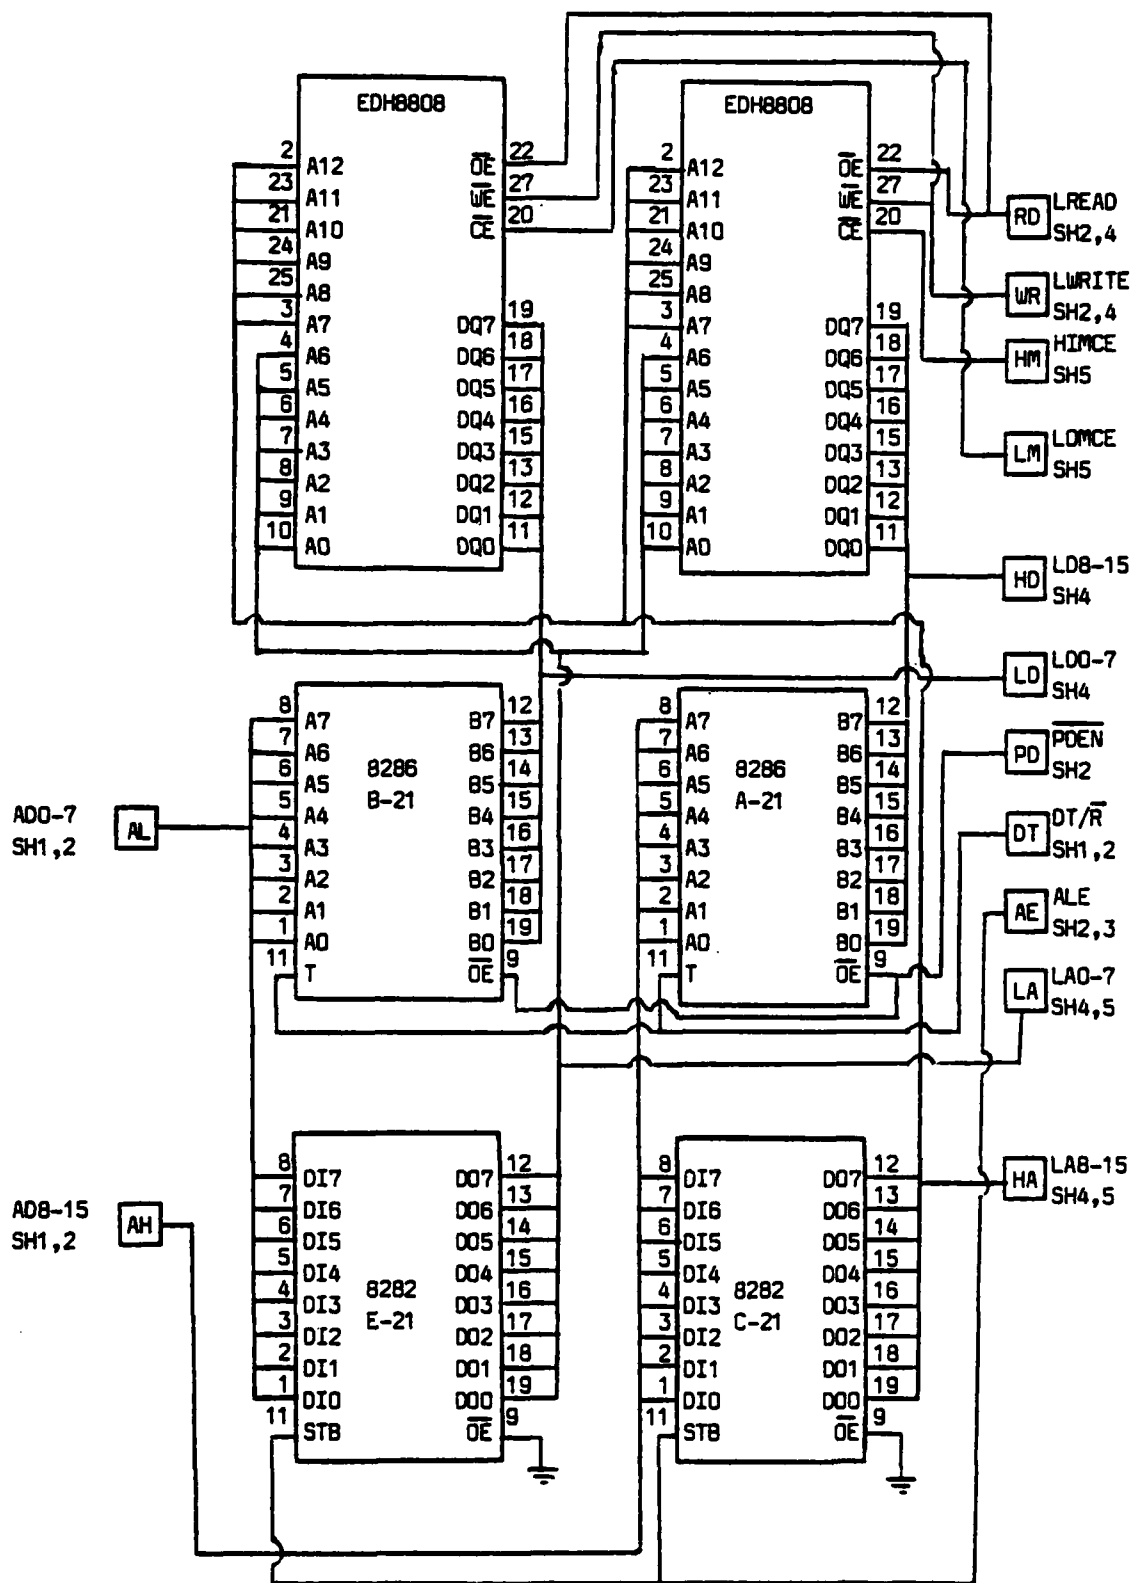 EDH8808
2 A12
23 A11
21 A10
24 A9
25 A8
3 A7
4 A6
5 A5
6 A4
7 A3
8 A2
9 A1
10 A0
O̅E̅ 22
W̅E̅ 27
C̅E̅ 20
DQ7 19
DQ6 18
DQ5 17
DQ4 16
DQ3 15
DQ2 13
DQ1 12
DQ0 11
EDH8808
2 A12
23 A11
21 A10
24 A9
25 A8
3 A7
4 A6
5 A5
6 A4
7 A3
8 A2
9 A1
10 A0
O̅E̅ 22
W̅E̅ 27
C̅E̅ 20
DQ7 19
DQ6 18
DQ5 17
DQ4 16
DQ3 15
DQ2 13
DQ1 12
DQ0 11
RD LREAD
SH2,4
WR LWRITE
SH2,4
HM HIMCE
SH5
LM LOMCE
SH5
HD LD8-15
SH4
LD LD0-7
SH4
PD P̅D̅E̅N̅
SH2
DT DT/R̅
SH1,2
AE ALE
SH2,3
LA LA0-7
SH4,5
HA LA8-15
SH4,5
AD0-7 AL
SH1,2
8286
B-21
8 A7
7 A6
6 A5
5 A4
4 A3
3 A2
2 A1
1 A0
11 T
B7 12
B6 13
B5 14
B4 15
B3 16
B2 17
B1 18
B0 19
O̅E̅ 9
8286
A-21
8 A7
7 A6
6 A5
5 A4
4 A3
3 A2
2 A1
1 A0
11 T
B7 12
B6 13
B5 14
B4 15
B3 16
B2 17
B1 18
B0 19
O̅E̅ 9
AD8-15 AH
SH1,2
8282
E-21
8 DI7
7 DI6
6 DI5
5 DI4
4 DI3
3 DI2
2 DI1
1 DI0
11 STB
DO7 12
DO6 13
DO5 14
DO4 15
DO3 16
DO2 17
DO1 18
DO0 19
O̅E̅ 9
8282
C-21
8 DI7
7 DI6
6 DI5
5 DI4
4 DI3
3 DI2
2 DI1
1 DI0
11 STB
DO7 12
DO6 13
DO5 14
DO4 15
DO3 16
DO2 17
DO1 18
DO0 19
O̅E̅ 9